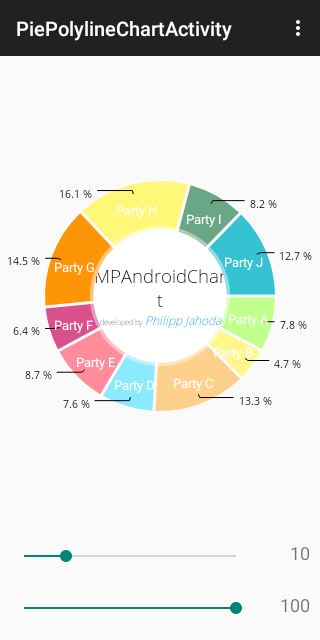 PiePolylineChartActivity
16.1 %
Party H
8.2 %
Party I
14.5 %
Party G
Party J
12.7 %
MPAndroidChar
t
developed by Philipp Jahoda
6.4 %
Party F
Party A
7.8 %
8.7 %
Party E
Party B
4.7 %
7.6 %
Party D
Party C
13.3 %
10
100